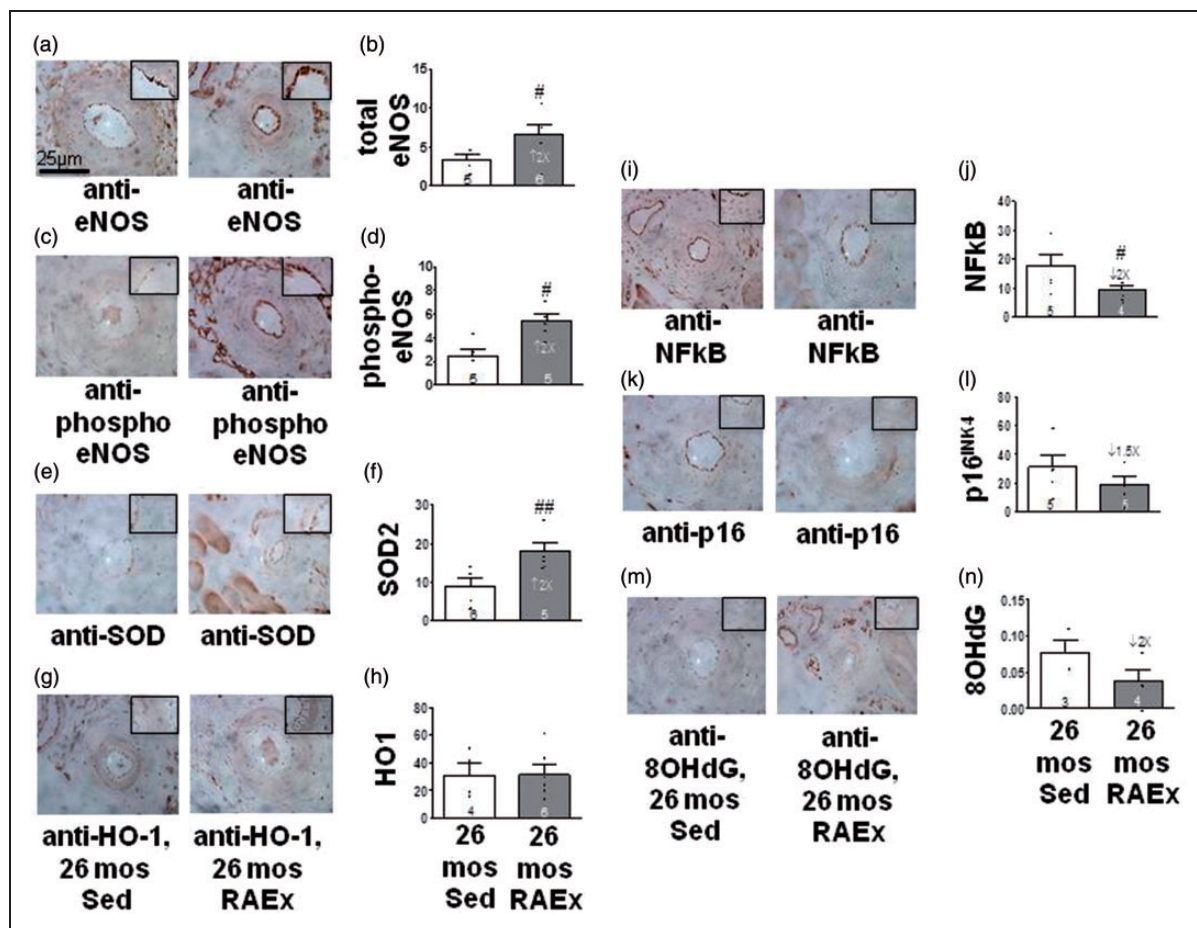 (a)
25µm
anti-
eNOS
anti-
eNOS
(b)
total
eNOS
15
10
5
0
#
↑2X
5
6
(c)
anti-
phospho
eNOS
anti-
phospho
eNOS
(d)
phospho-
eNOS
8
6
4
2
0
#
↑2X
5
5
(e)
anti-SOD
anti-SOD
(f)
SOD2
30
20
10
0
##
↑2X
6
5
(g)
anti-HO-1,
26 mos
Sed
anti-HO-1,
26 mos
RAEx
(h)
HO1
80
60
40
20
0
4
6
26
mos
Sed
26
mos
RAEx
(i)
anti-
NFkB
anti-
NFkB
(j)
NFkB
40
30
20
10
0
#
↓2X
5
4
(k)
anti-p16
anti-p16
(l)
p16^INK4
80
60
40
20
0
↓1.5X
5
5
(m)
anti-
8OHdG,
26 mos
Sed
anti-
8OHdG,
26 mos
RAEx
(n)
8OHdG
0.15
0.10
0.05
0.00
↓2X
3
4
26
mos
Sed
26
mos
RAEx